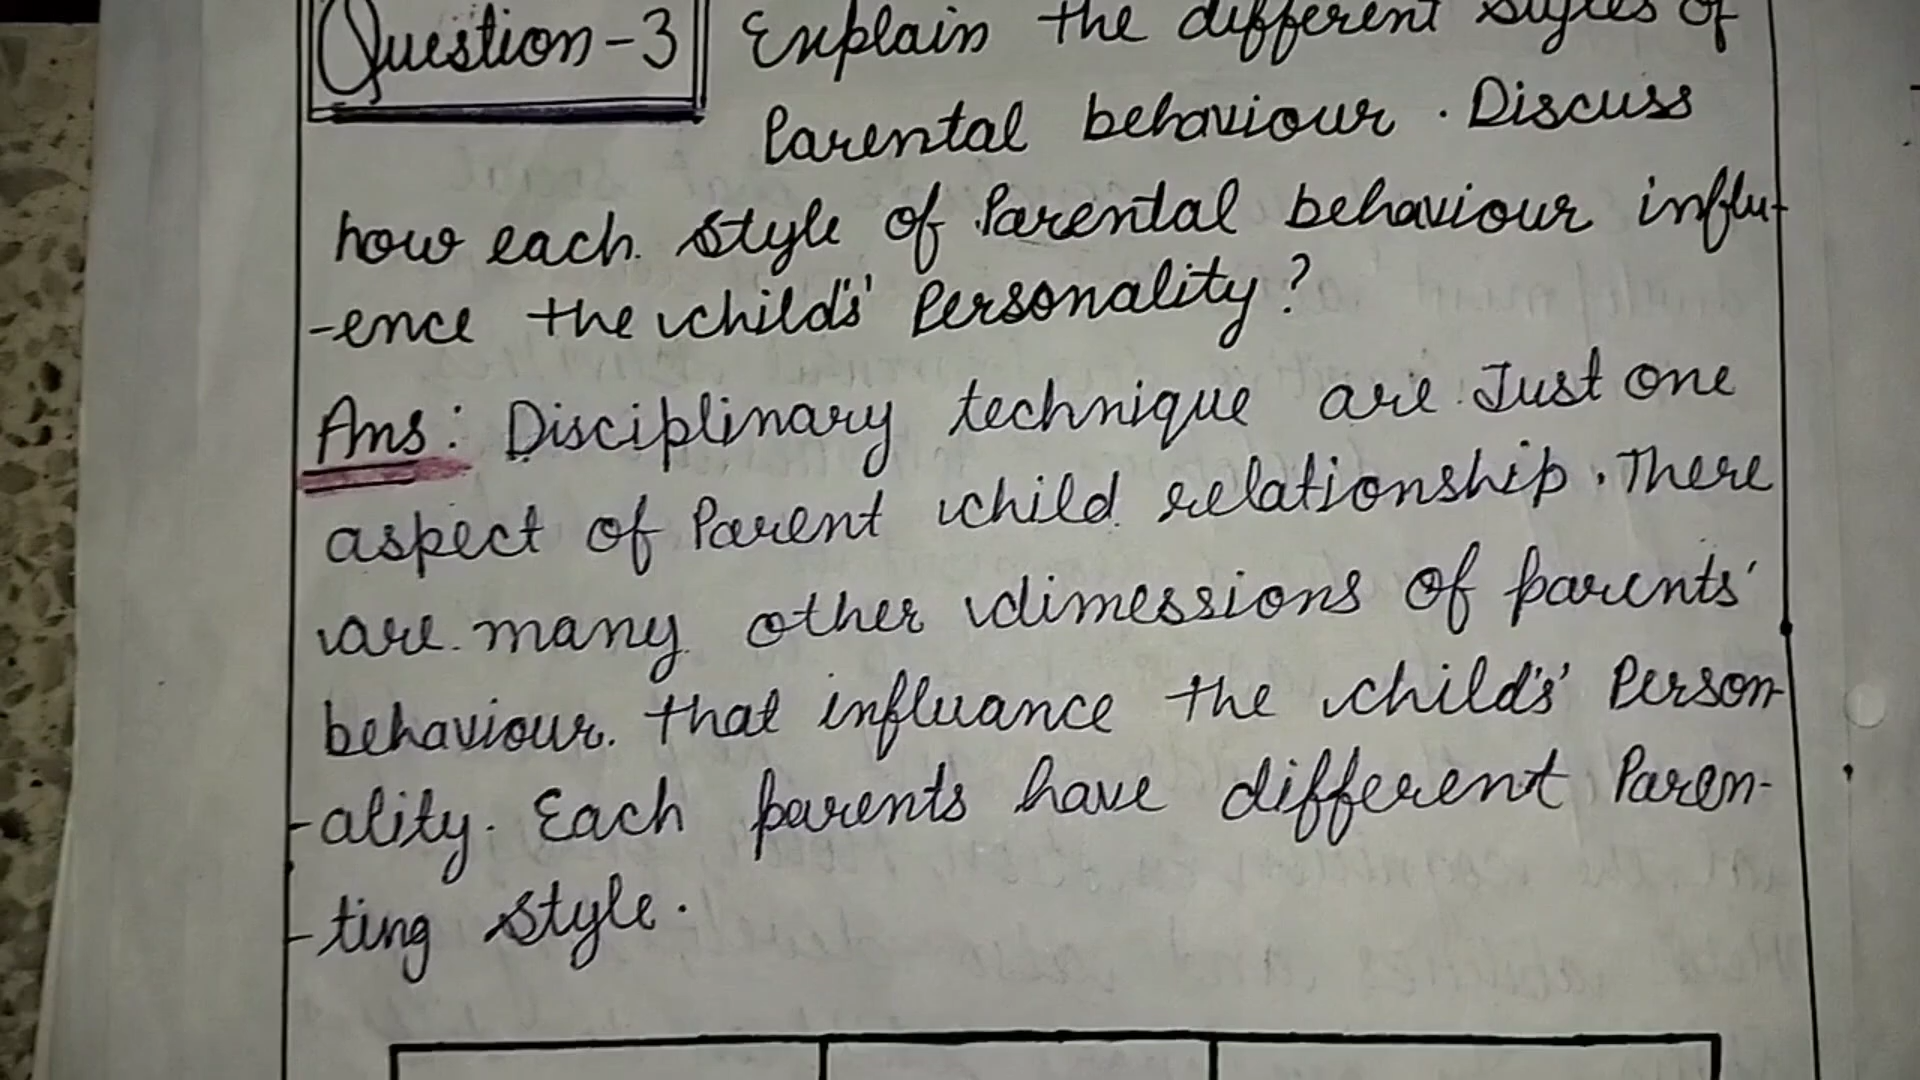 Question-3 Explain the different styles of
Parental behaviour. Discuss
how each style of Parental behaviour influ-
-ence the child's' Personality?
Ans: Disciplinary technique are Just one
aspect of Parent child relationship. There
are many other dimessions of parents'
behaviour. that influance the child's' Person-
-ality. Each parents have different Paren-
-ting style.